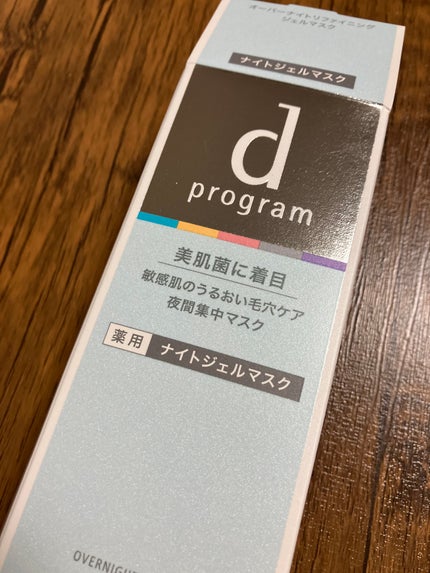 オーバーナイトリファイニング
ジェルマスク
ナイトジェルマスク
d
program
美肌菌に着目
敏感肌のうるおい毛穴ケア
夜間集中マスク
薬用 ナイトジェルマスク